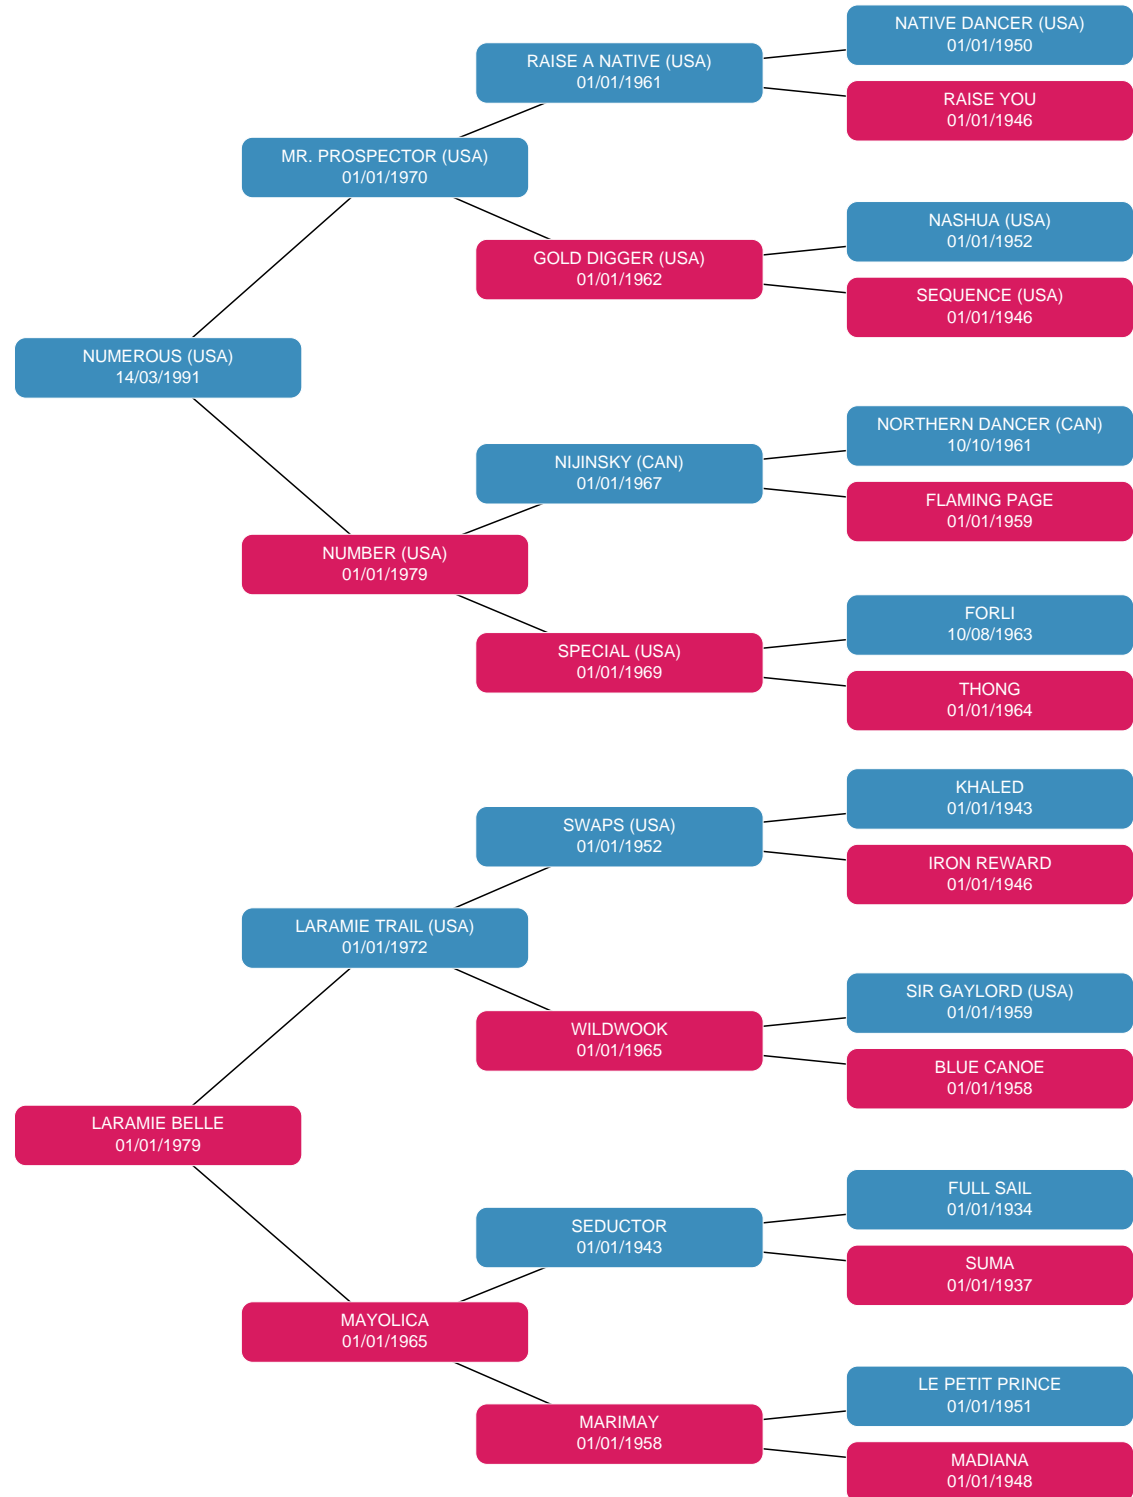 NATIVE DANCER (USA)
01/01/1950
RAISE A NATIVE (USA)
01/01/1961
RAISE YOU
01/01/1946
MR. PROSPECTOR (USA)
01/01/1970
NASHUA (USA)
01/01/1952
GOLD DIGGER (USA)
01/01/1962
SEQUENCE (USA)
01/01/1946
NUMEROUS (USA)
14/03/1991
NORTHERN DANCER (CAN)
10/10/1961
NIJINSKY (CAN)
01/01/1967
FLAMING PAGE
01/01/1959
NUMBER (USA)
01/01/1979
FORLI
10/08/1963
SPECIAL (USA)
01/01/1969
THONG
01/01/1964
KHALED
01/01/1943
SWAPS (USA)
01/01/1952
IRON REWARD
01/01/1946
LARAMIE TRAIL (USA)
01/01/1972
SIR GAYLORD (USA)
01/01/1959
WILDWOOK
01/01/1965
BLUE CANOE
01/01/1958
LARAMIE BELLE
01/01/1979
FULL SAIL
01/01/1934
SEDUCTOR
01/01/1943
SUMA
01/01/1937
MAYOLICA
01/01/1965
LE PETIT PRINCE
01/01/1951
MARIMAY
01/01/1958
MADIANA
01/01/1948